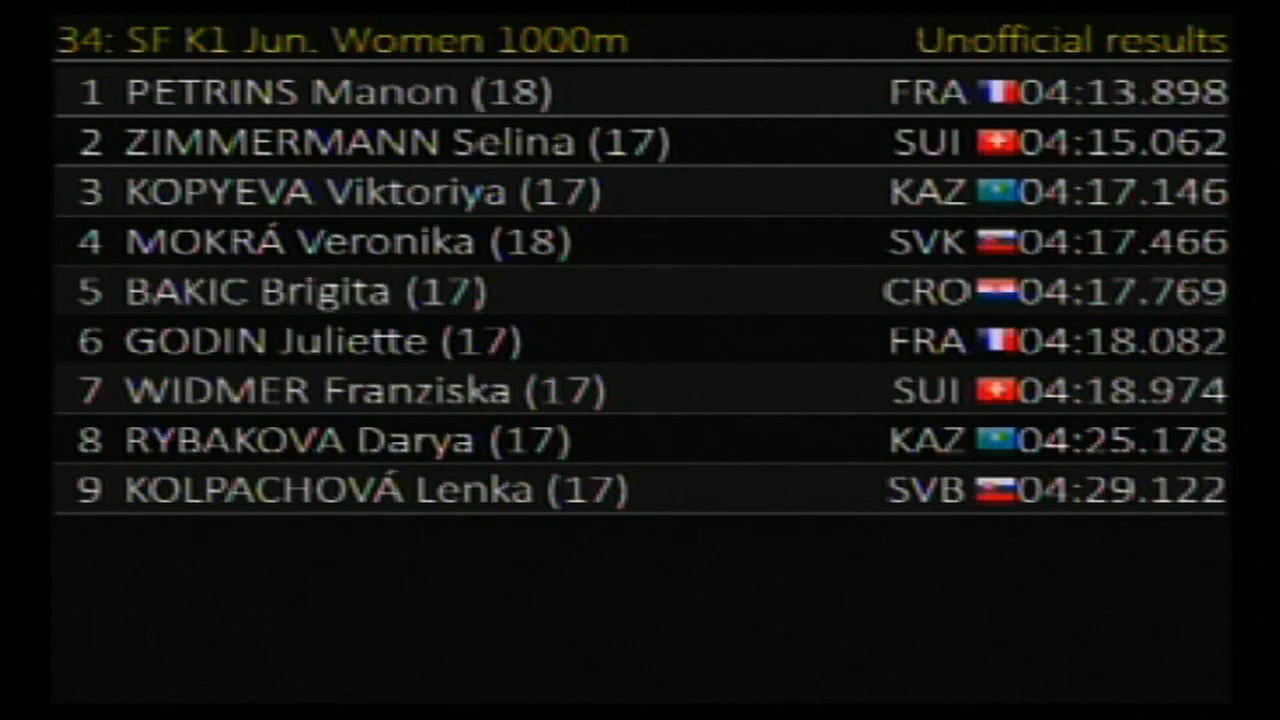 34: SF K1 Jun. Women 1000m Unofficial results
1 PETRINS Manon (18) FRA 04:13.898
2 ZIMMERMANN Selina (17) SUI 04:15.062
3 KOPYEVA Viktoriya (17) KAZ 04:17.146
4 MOKRÁ Veronika (18) SVK 04:17.466
5 BAKIC Brigita (17) CRO 04:17.769
6 GODIN Juliette (17) FRA 04:18.082
7 WIDMER Franziska (17) SUI 04:18.974
8 RYBAKOVA Darya (17) KAZ 04:25.178
9 KOLPACHOVÁ Lenka (17) SVB 04:29.122